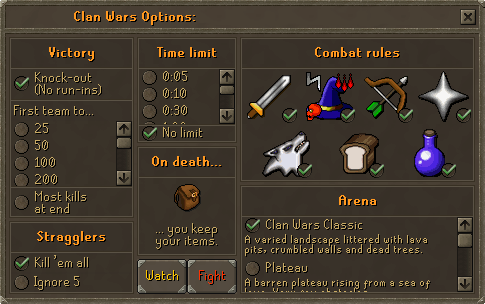 Clan Wars Options:
Victory
Knock-out
(No run-ins)
First team to...
25
50
100
200
Most kills
at end
Stragglers
Kill 'em all
Ignore 5
Time limit
0:05
0:10
0:30
No limit
On death...
... you keep
your items.
Watch
Fight
Combat rules
Arena
Clan Wars Classic
A varied landscape littered with lava
pits, crumbled walls and dead trees.
Plateau
A barren plateau rising from a sea of